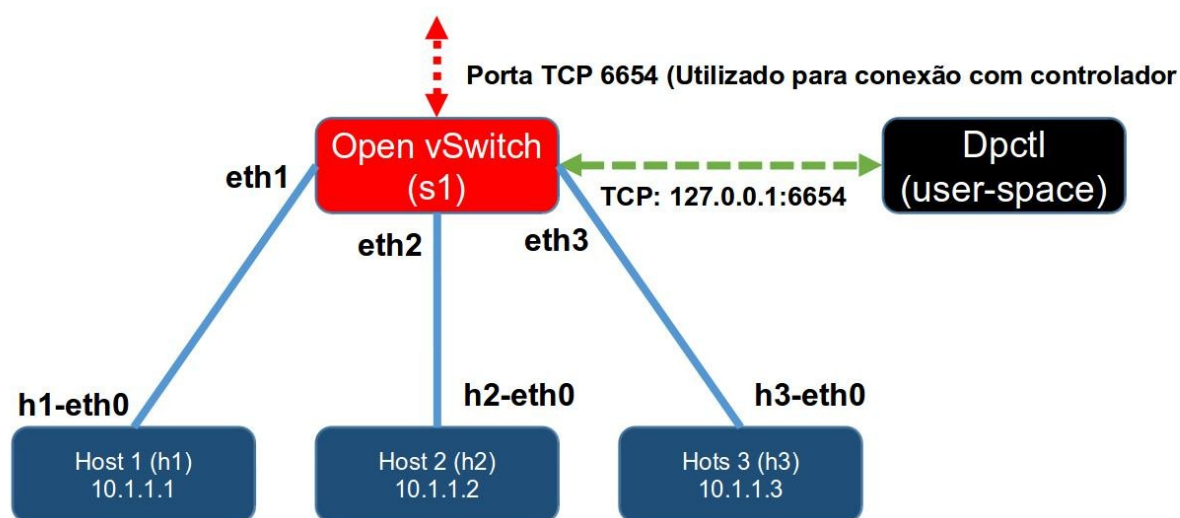 Porta TCP 6654 (Utilizado para conexão com controlador
Open vSwitch
(s1)
Dpctl
(user-space)
eth1
TCP: 127.0.0.1:6654
eth2
eth3
h1-eth0
h2-eth0
h3-eth0
Host 1 (h1)
10.1.1.1
Host 2 (h2)
10.1.1.2
Hots 3 (h3)
10.1.1.3